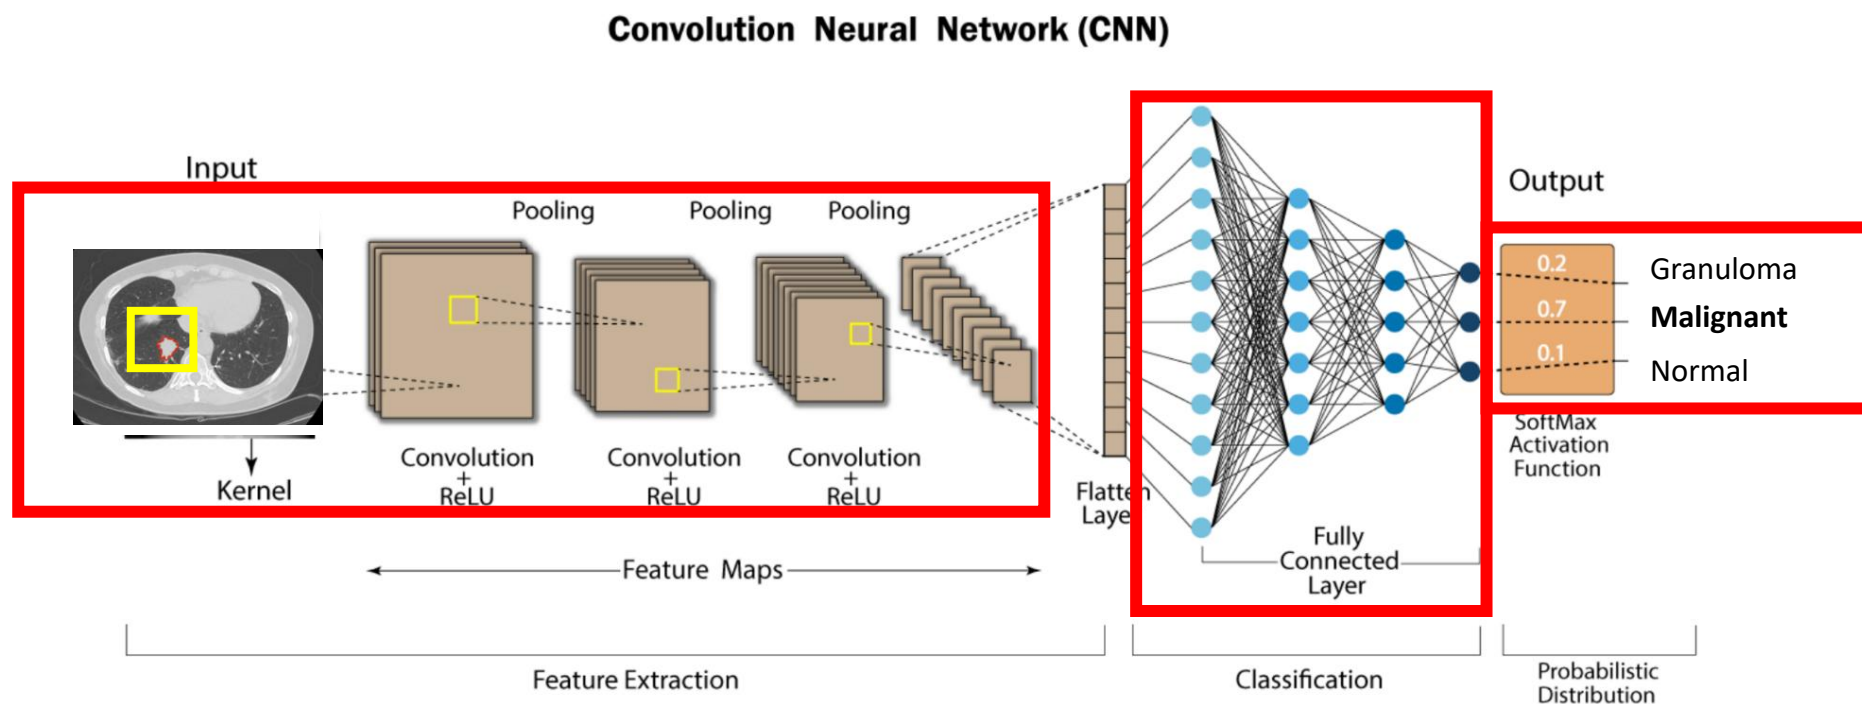 Convolution Neural Network (CNN)
Input
Pooling
Pooling
Pooling
Kernel
Convolution
+
ReLU
Convolution
+
ReLU
Convolution
+
ReLU
Flatten
Layer
Fully
Connected
Layer
Output
0.2
0.7
0.1
Granuloma
Malignant
Normal
SoftMax
Activation
Function
Feature Maps
Feature Extraction
Classification
Probabilistic
Distribution